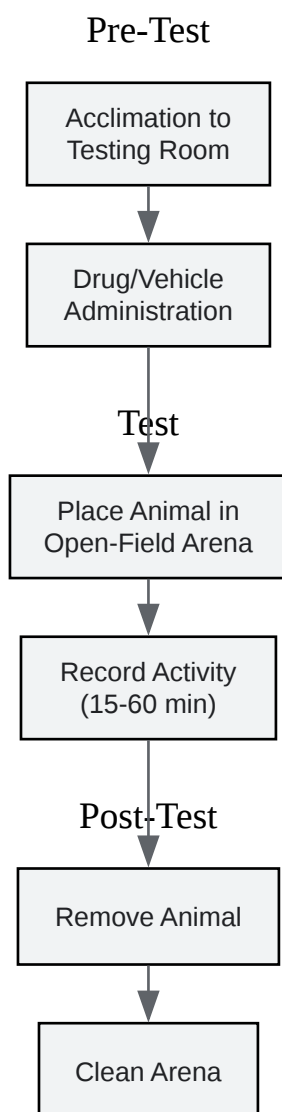 Pre-Test
Acclimation to
Testing Room
Drug/Vehicle
Administration
Test
Place Animal in
Open-Field Arena
Record Activity
(15-60 min)
Post-Test
Remove Animal
Clean Arena